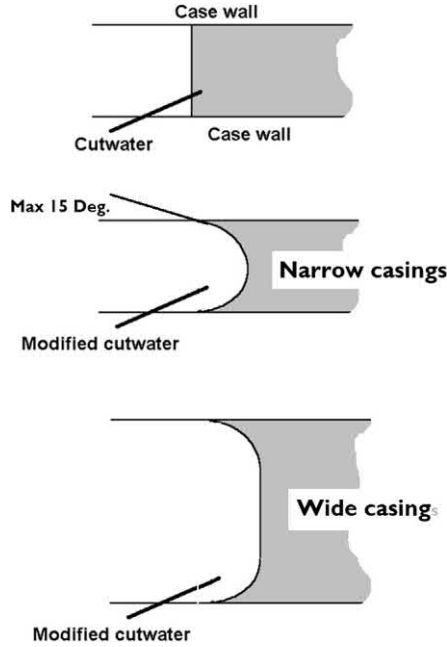 Case wall
Cutwater
Case wall
Max 15 Deg.
Narrow casings
Modified cutwater
Wide casings
Modified cutwater